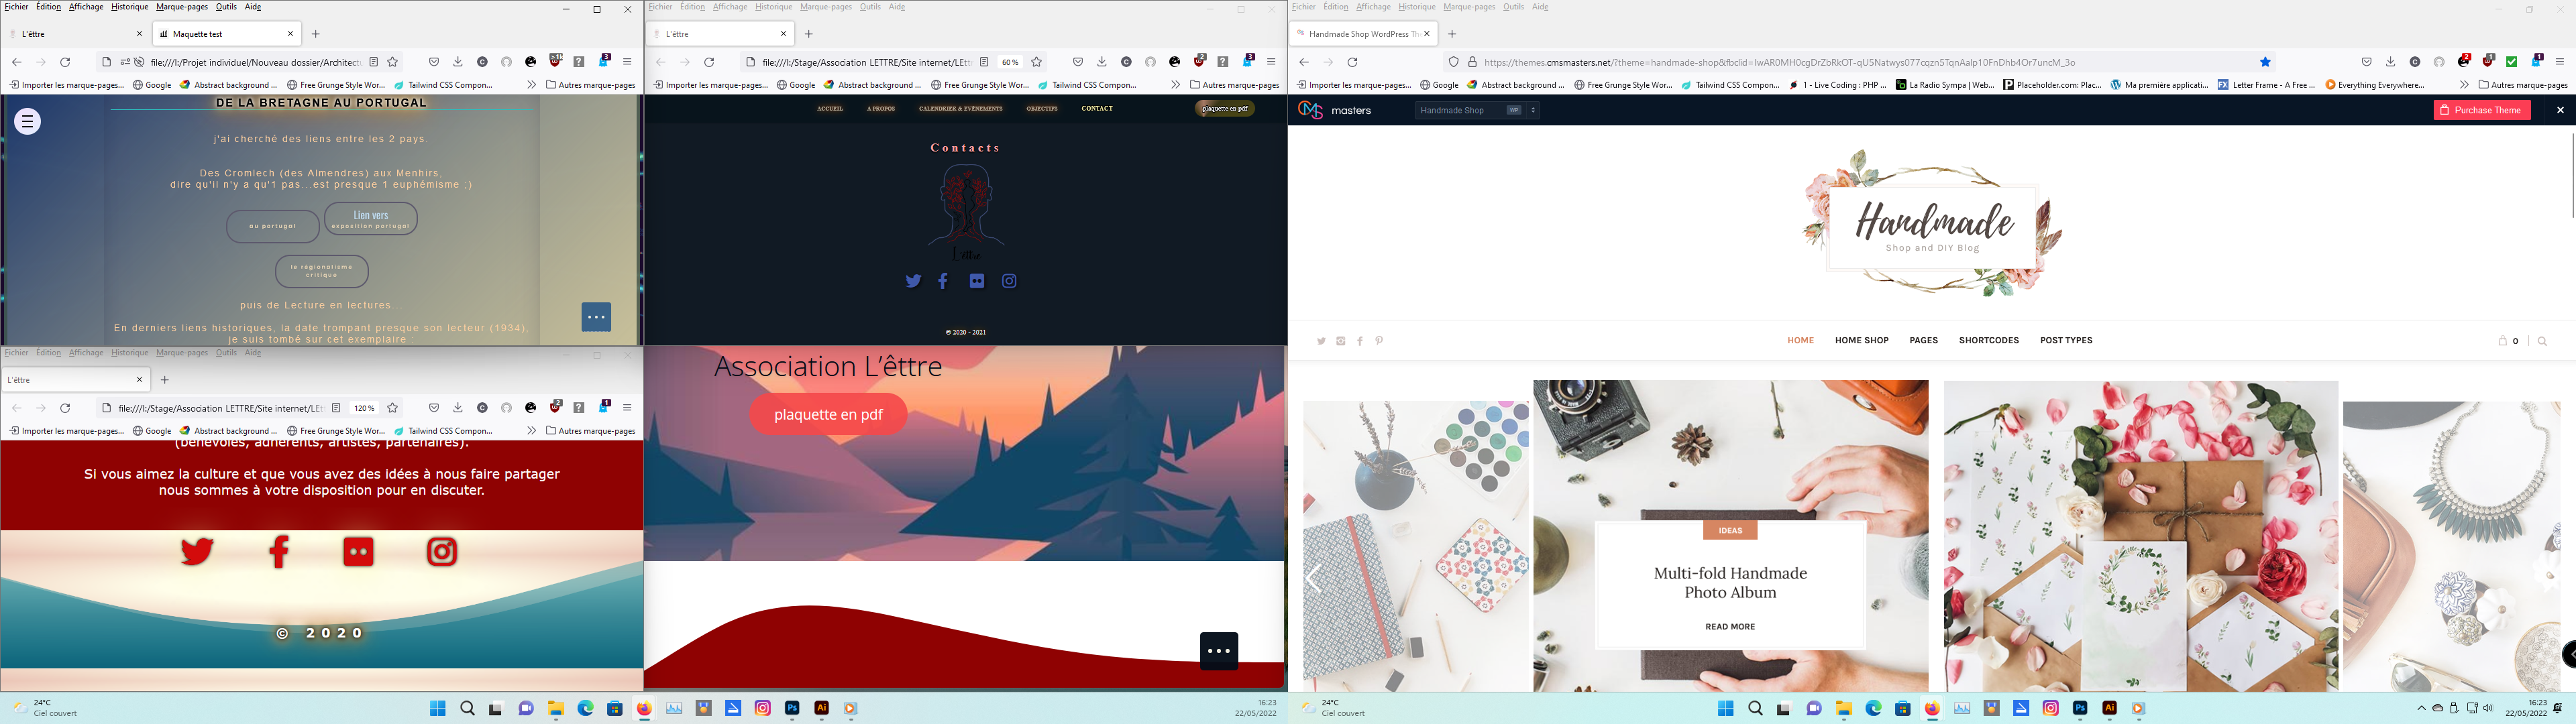 Fichier Édition Affichage Historique Marque-pages Outils Aide
L'êttre
Maquette test
file:///I:/Projet individuel/Nouveau dossier/Architectu
Importer les marque-pages... Google Abstract background ... Free Grunge Style Wor... Tailwind CSS Compon... Autres marque-pages
DE LA BRETAGNE AU PORTUGAL
j'ai cherché des liens entre les 2 pays.
Des Cromlech (des Almendres) aux Menhirs,
dire qu'il n'y a qu'1 pas...est presque 1 euphémisme ;)
au portugal
Lien vers
exposition portugal
le régionalisme
critique
puis de Lecture en lectures...
En derniers liens historiques, la date trompant presque son lecteur (1934),
je suis tombé sur cet exemplaire :
Fichier Édition Affichage Historique Marque-pages Outils Aide
L'êttre
file:///I:/Stage/Association LETTRE/Site internet/LEtt
120 %
Importer les marque-pages... Google Abstract background ... Free Grunge Style Wor... Tailwind CSS Compon... Autres marque-pages
(bénévoles, adhérents, artistes, partenaires).
Si vous aimez la culture et que vous avez des idées à nous faire partager
nous sommes à votre disposition pour en discuter.
© 2020
Fichier Édition Affichage Historique Marque-pages Outils Aide
L'êttre
file:///I:/Stage/Association LETTRE/Site internet/LEttr
60 %
Importer les marque-pages... Google Abstract background ... Free Grunge Style Wor... Tailwind CSS Compon... Autres marque-pages
ACCUEIL A PROPOS CALENDRIER & EVÈNEMENTS OBJECTIFS CONTACT plaquette en pdf
Contacts
L'êttre
© 2020 - 2021
Association L'êttre
plaquette en pdf
Fichier Édition Affichage Historique Marque-pages Outils Aide
Handmade Shop WordPress Th
https://themes.cmsmasters.net/?theme=handmade-shop&fbclid=IwAR0MH0cgDrZbRkOT-qU5Natwys077cqzn5TqnAalp10FnDhb4Or7uncM_3o
Importer les marque-pages... Google Abstract background ... Free Grunge Style Wor... Tailwind CSS Compon... 1 - Live Coding : PHP ... La Radio Sympa | Web... Placeholder.com: Plac... Ma première applicati... Letter Frame - A Free ... Everything Everywhere... Autres marque-pages
CMS masters
Handmade Shop WP
Purchase Theme
Handmade
Shop and DIY Blog
HOME HOME SHOP PAGES SHORTCODES POST TYPES
0
IDEAS
Multi-fold Handmade
Photo Album
READ MORE
24°C
Ciel couvert
16:23
22/05/2022
24°C
Ciel couvert
16:23
22/05/2022